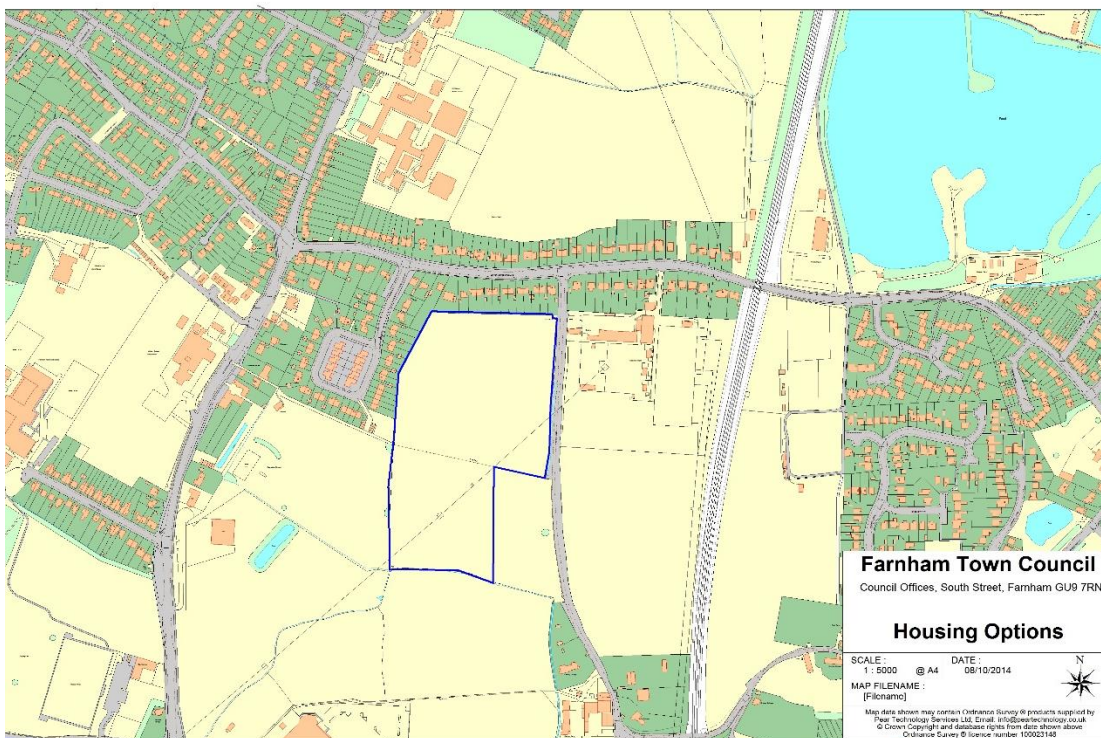 Pond
Farnham Town Council
Council Offices, South Street, Farnham GU9 7RN
Housing Options
SCALE : DATE :
1 : 5000 @ A4 08/10/2014
N
MAP FILENAME :
[Filename]
Map data shown may contain Ordnance Survey ® products supplied by
Pear Technology Services Ltd, Email: info@peartechnology.co.uk
© Crown Copyright and database rights from date shown above
Ordnance Survey ® licence number 100023148